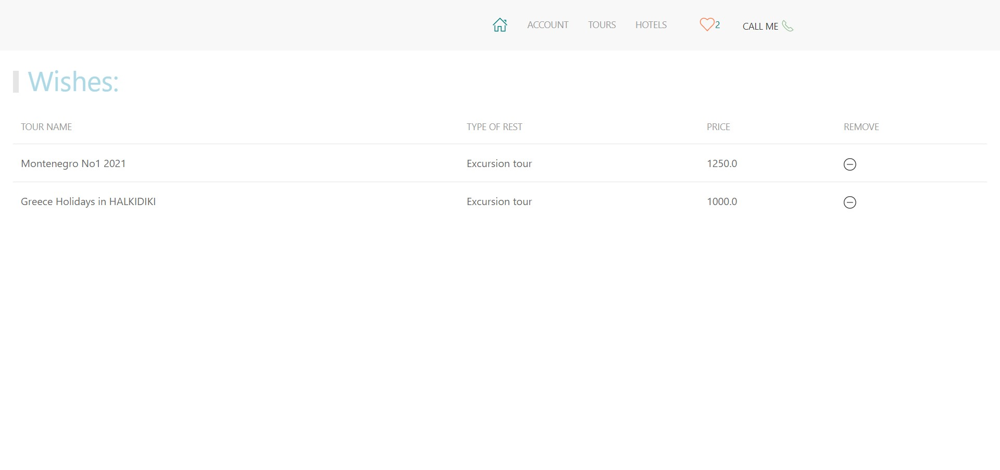 ACCOUNT TOURS HOTELS 2 CALL ME
Wishes:
TOUR NAME TYPE OF REST PRICE REMOVE
Montenegro No1 2021 Excursion tour 1250.0
Greece Holidays in HALKIDIKI Excursion tour 1000.0